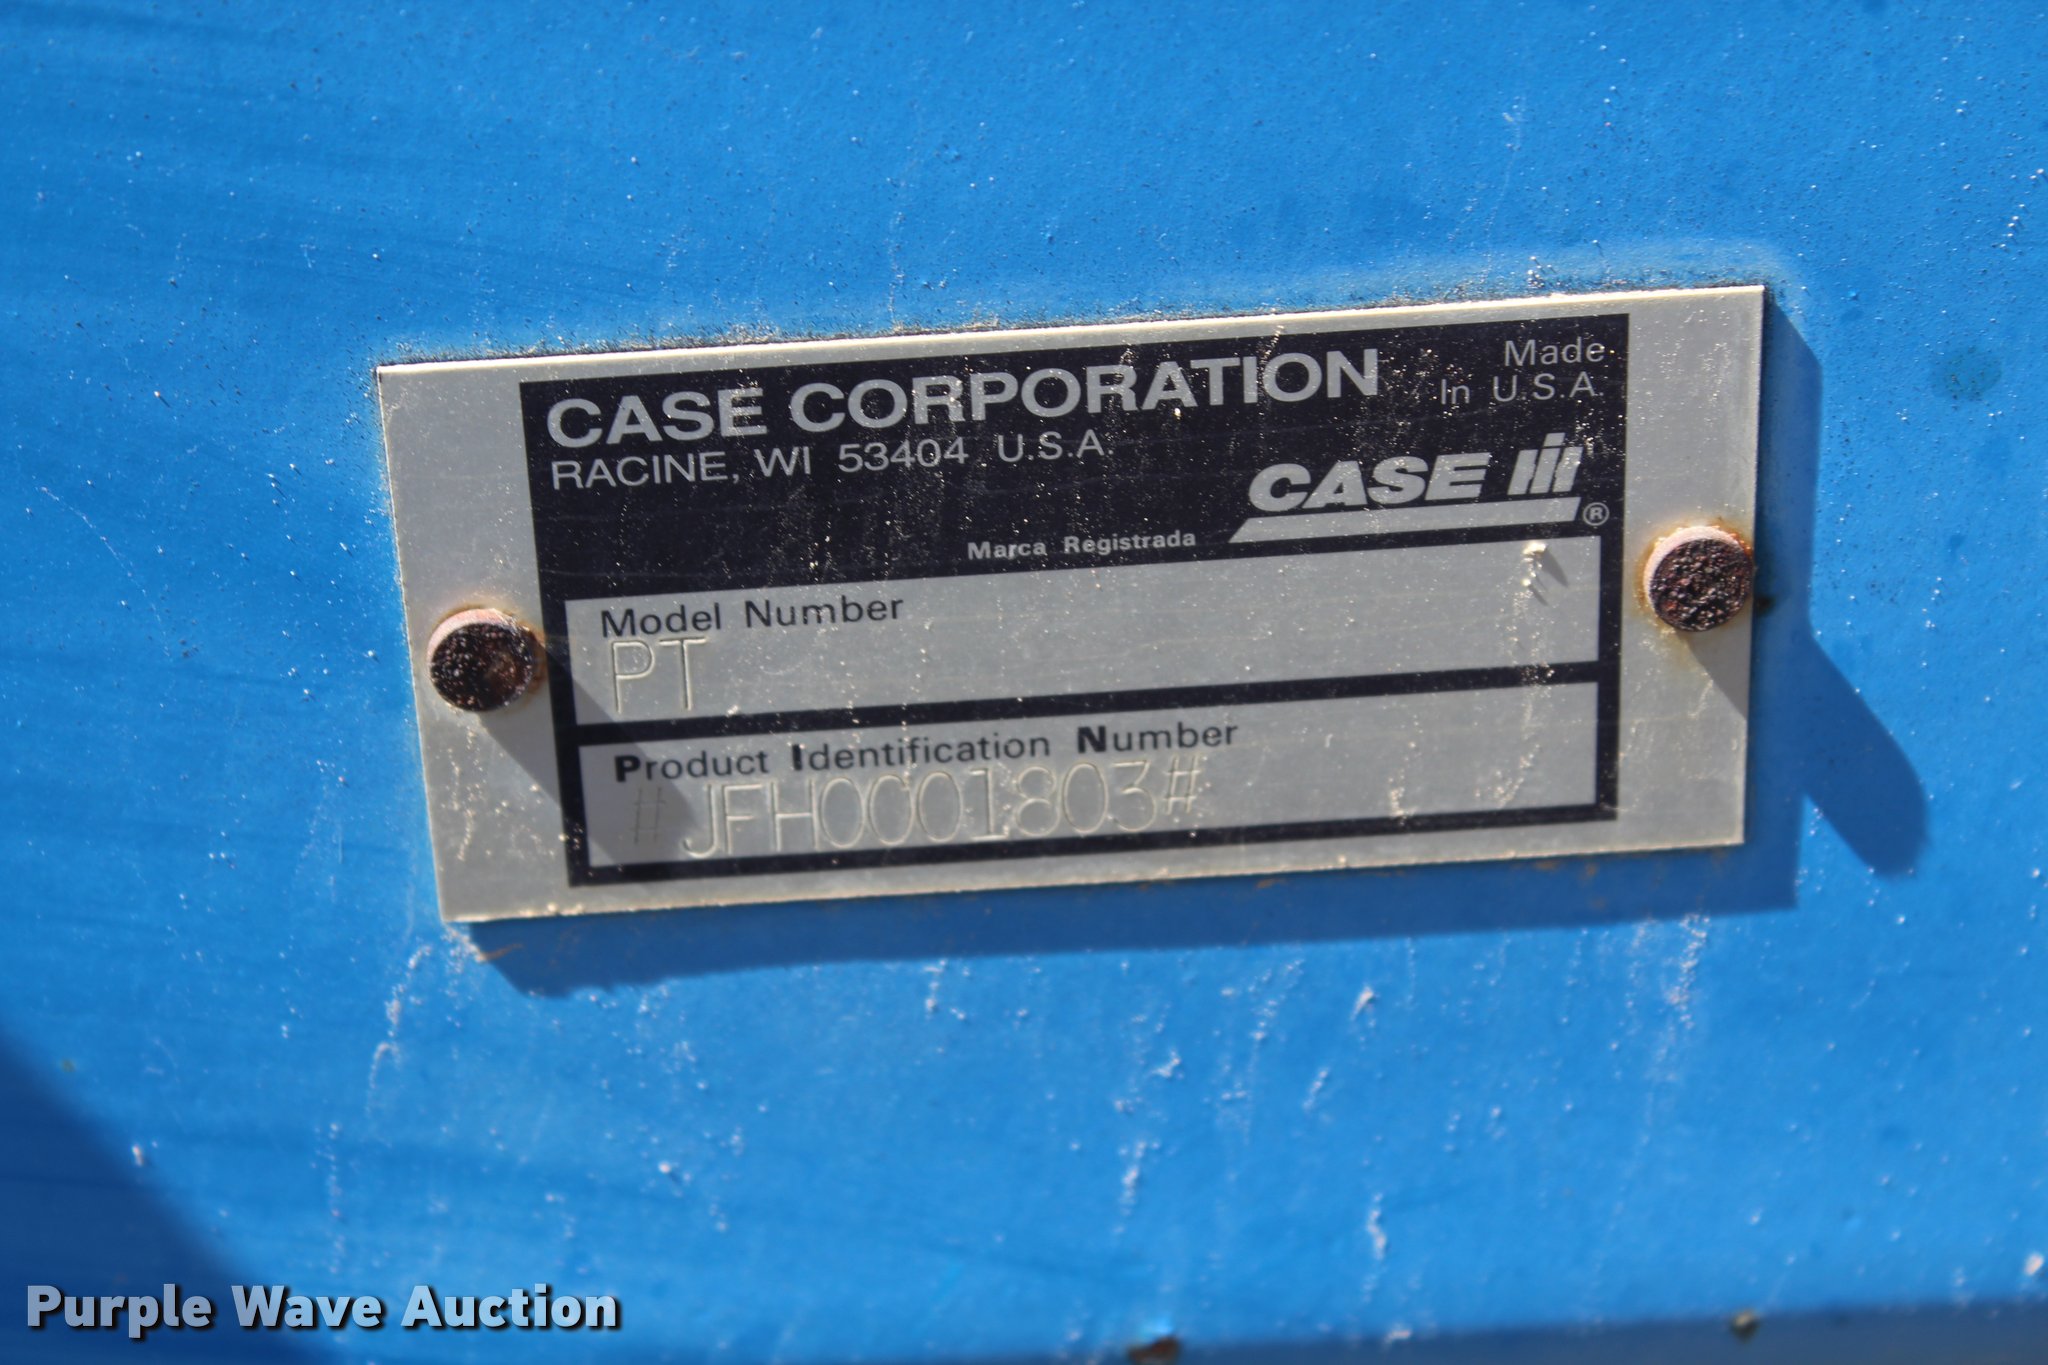 CASE CORPORATION
Made
In U.S.A.
RACINE, WI 53404 U.S.A.
CASE IH ®
Marca Registrada
Model Number
PT
Product Identification Number
#JFH0001803#
Purple Wave Auction